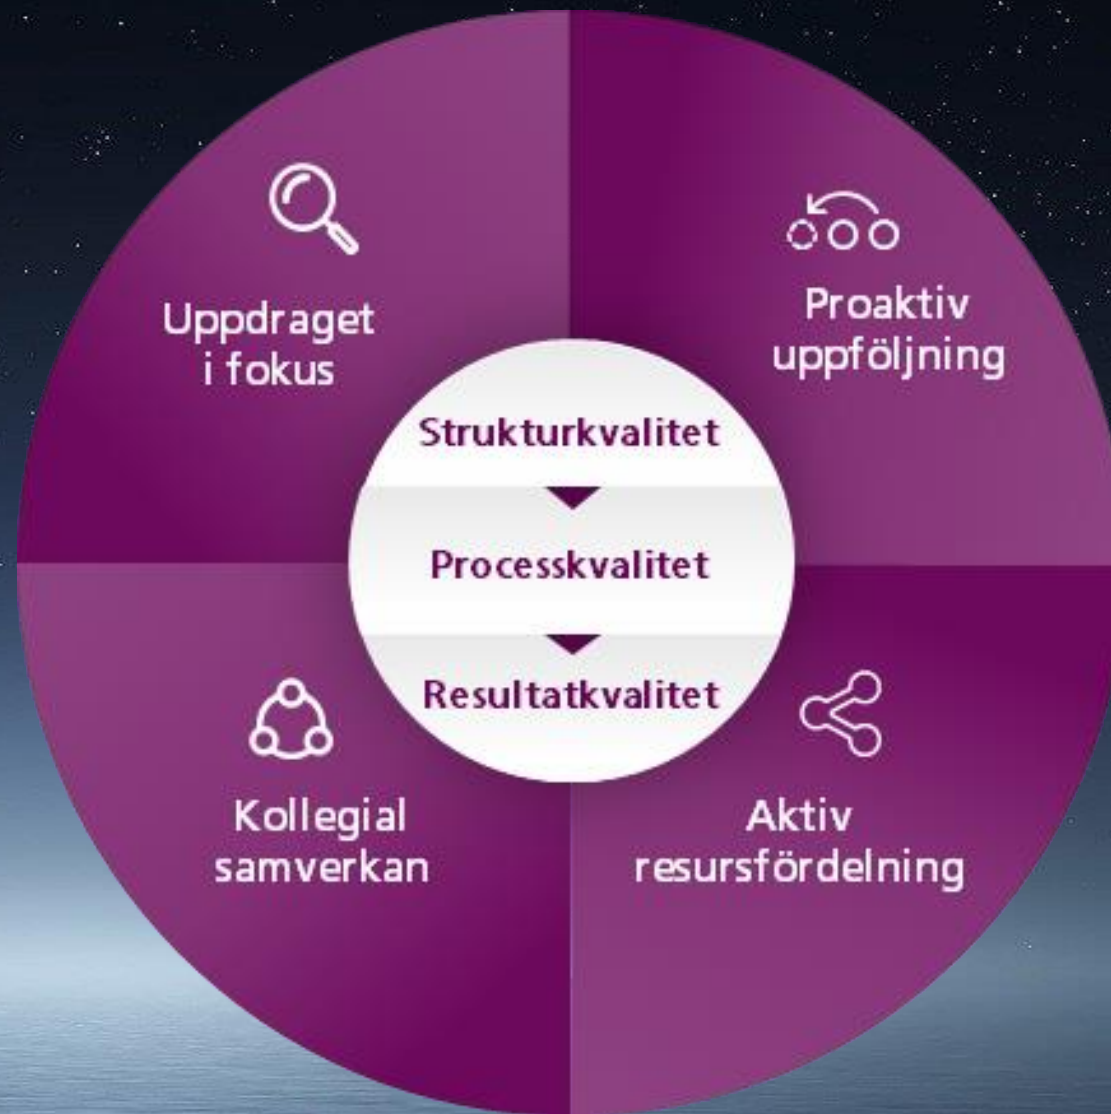 Uppdraget
i fokus
Proaktiv
uppföljning
Strukturkvalitet
Processkvalitet
Resultatkvalitet
Kollegial
samverkan
Aktiv
resursfördelning